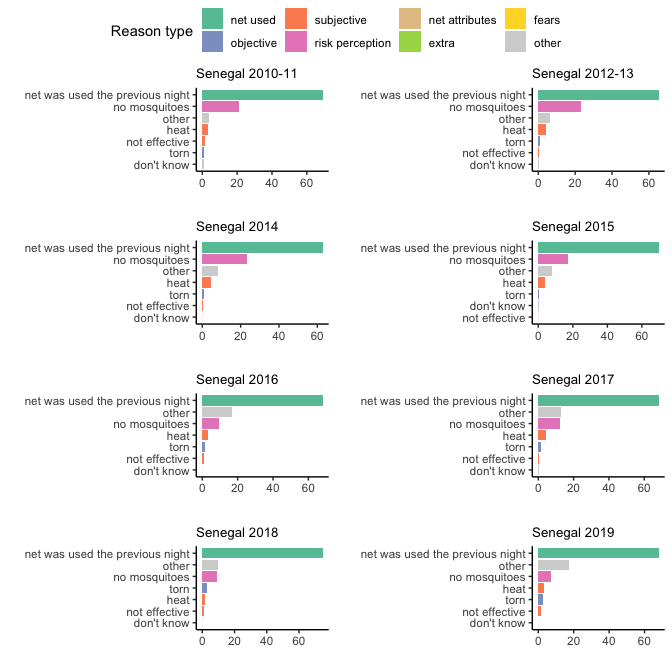 Reason type
net used
subjective
net attributes
fears
objective
risk perception
extra
other
Senegal 2010-11
net was used the previous night
no mosquitoes
other
heat
not effective
torn
don't know
0 20 40 60
Senegal 2012-13
net was used the previous night
no mosquitoes
other
heat
torn
not effective
don't know
0 20 40 60
Senegal 2014
net was used the previous night
no mosquitoes
other
heat
torn
not effective
don't know
0 20 40 60
Senegal 2015
net was used the previous night
no mosquitoes
other
heat
torn
don't know
not effective
0 20 40 60
Senegal 2016
net was used the previous night
other
no mosquitoes
heat
torn
not effective
don't know
0 20 40 60
Senegal 2017
net was used the previous night
other
no mosquitoes
heat
torn
not effective
don't know
0 20 40 60
Senegal 2018
net was used the previous night
other
no mosquitoes
torn
heat
not effective
don't know
0 20 40 60
Senegal 2019
net was used the previous night
other
no mosquitoes
heat
torn
not effective
don't know
0 20 40 60